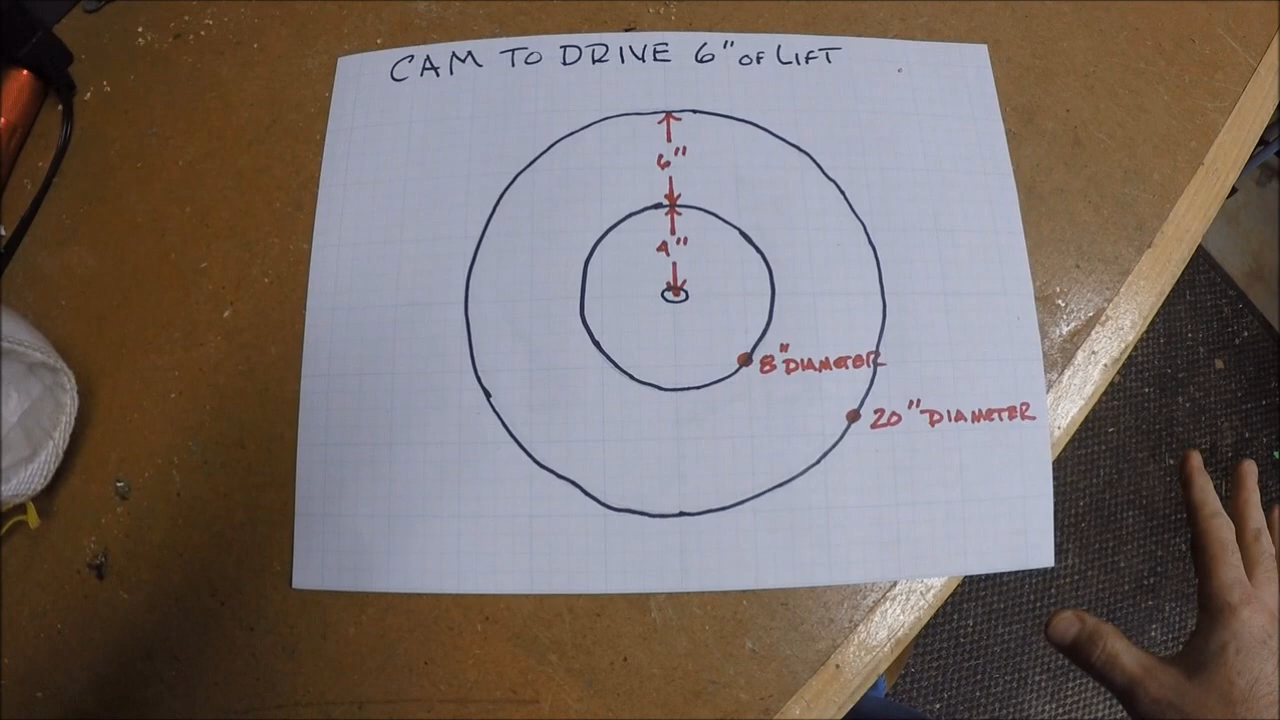 CAM TO DRIVE 6" OF LIFT
6"
4"
8" DIAMETER
20" DIAMETER